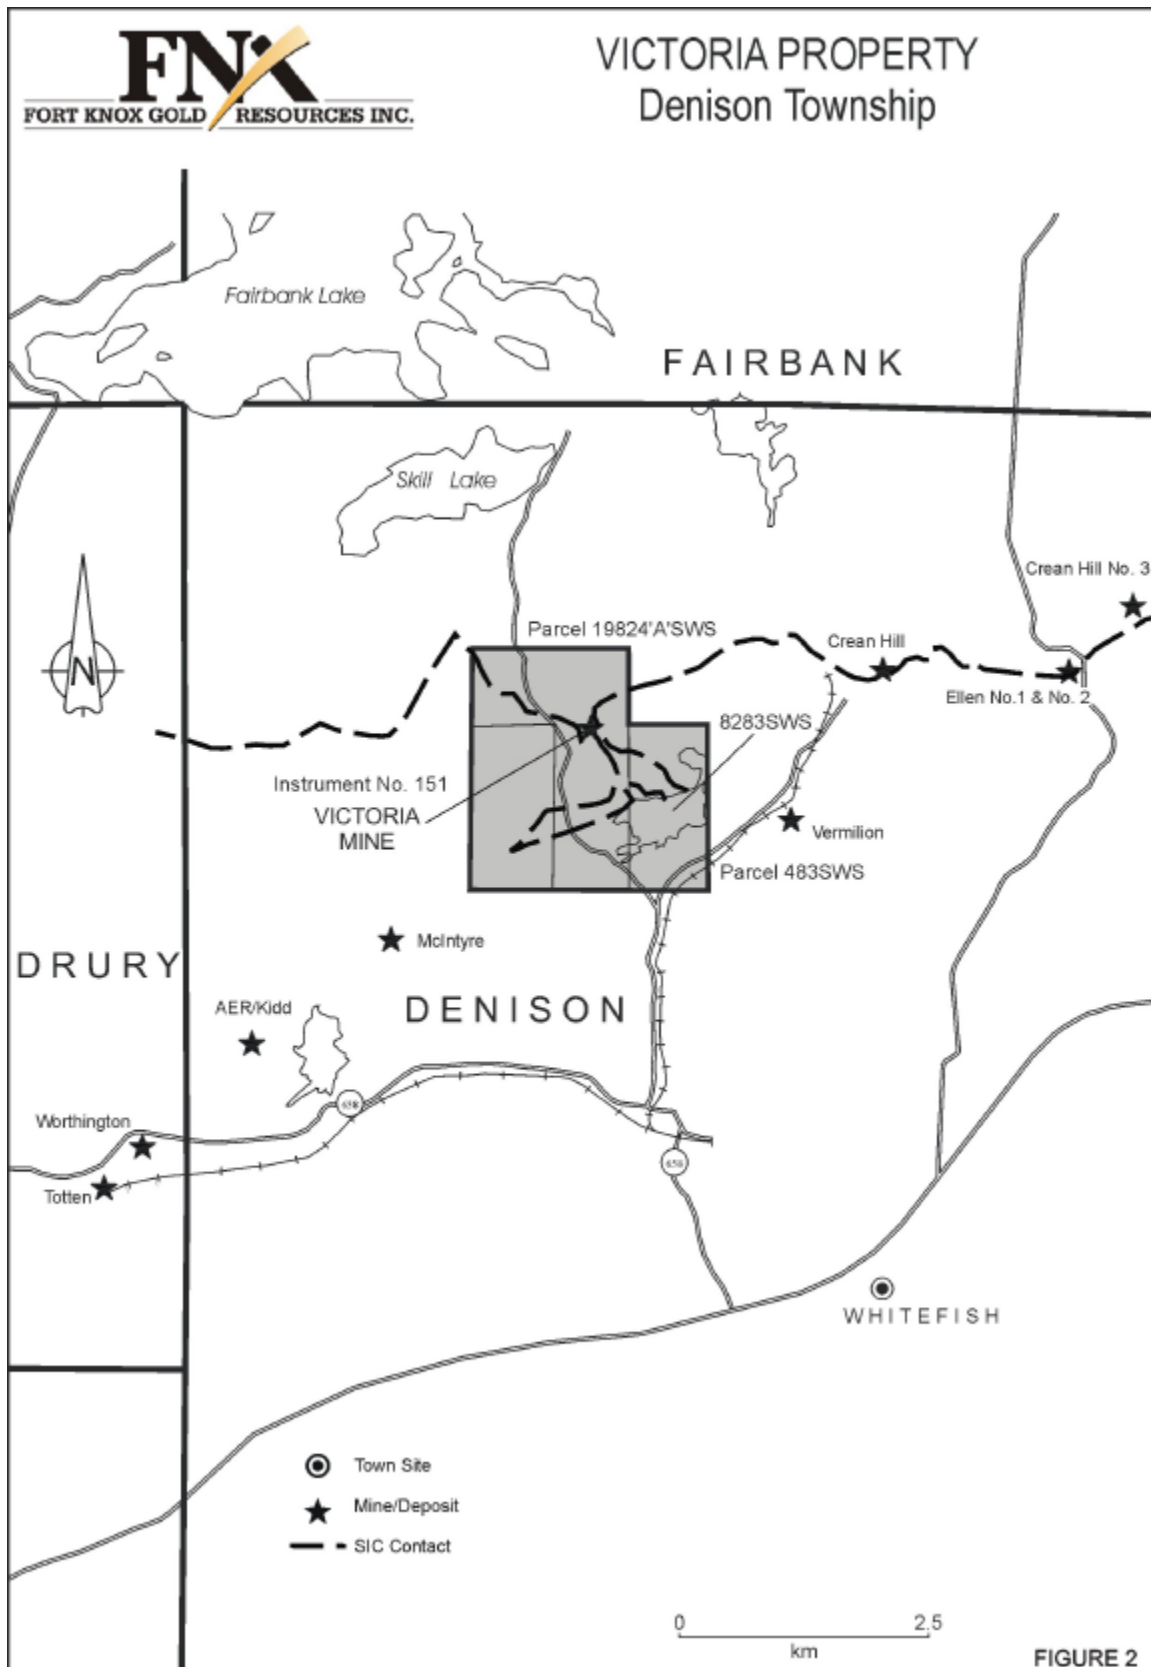 FNX
FORT KNOX GOLD RESOURCES INC.
VICTORIA PROPERTY
Denison Township
Fairbank Lake
FAIRBANK
Skill Lake
Crean Hill No. 3
Parcel 19824'A'SWS
Crean Hill
Ellen No.1 & No. 2
8283SWS
Instrument No. 151
VICTORIA
MINE
Vermilion
Parcel 483SWS
N
McIntyre
DRURY
AER/Kidd
DENISON
658
Worthington
658
Totten
WHITEFISH
Town Site
Mine/Deposit
SIC Contact
0 2.5
km
FIGURE 2